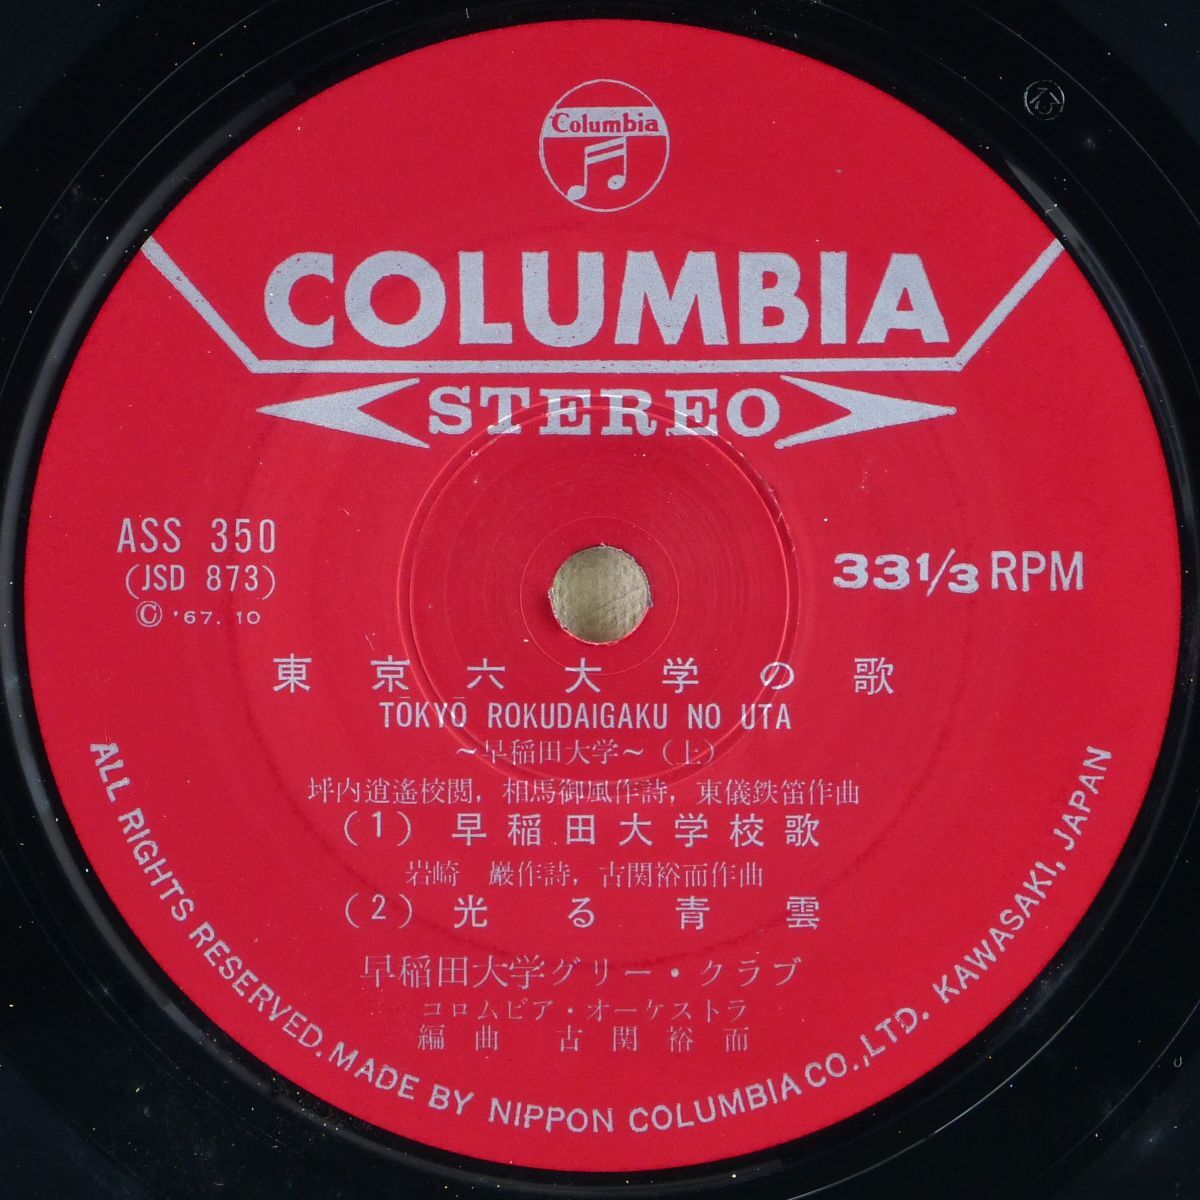 Columbia
COLUMBIA
STEREO
ASS 350
(JSD 873)
Ⓒ '67. 10
33 1/3 RPM
東京六大学の歌
TŌKYŌ ROKUDAIGAKU NO UTA
～早稲田大学～（上）
坪内逍遙校閲，相馬御風作詩，東儀鉄笛作曲
（1）早稲田大学校歌
岩崎 巌作詩，古関裕而作曲
（2）光る青雲
早稲田大学グリー・クラブ
コロムビア・オーケストラ
編曲 古関裕而
ALL RIGHTS RESERVED. MADE BY NIPPON COLUMBIA CO., LTD. KAWASAKI, JAPAN